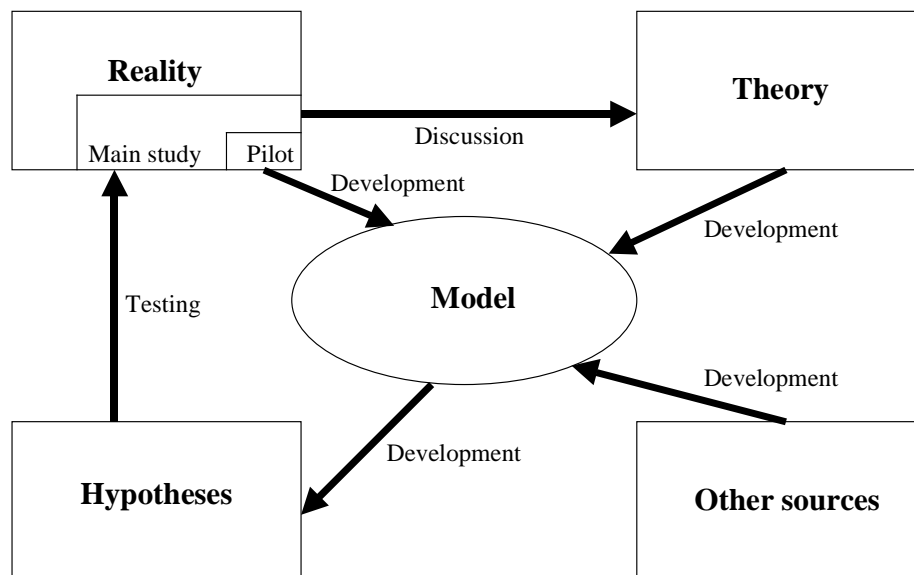 Reality
Theory
Discussion
Main study
Pilot
Development
Development
Model
Testing
Development
Development
Hypotheses
Other sources